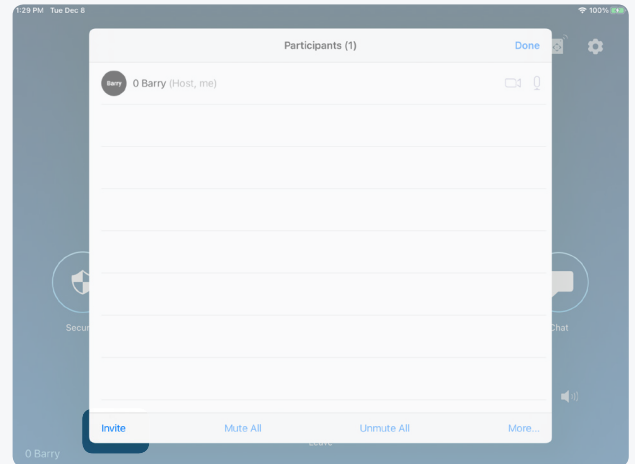 1:29 PM Tue Dec 8
100%
Participants (1)
Done
Barry
0 Barry (Host, me)
Secur
Chat
Invite
Mute All
Unmute All
More...
Leave
0 Barry